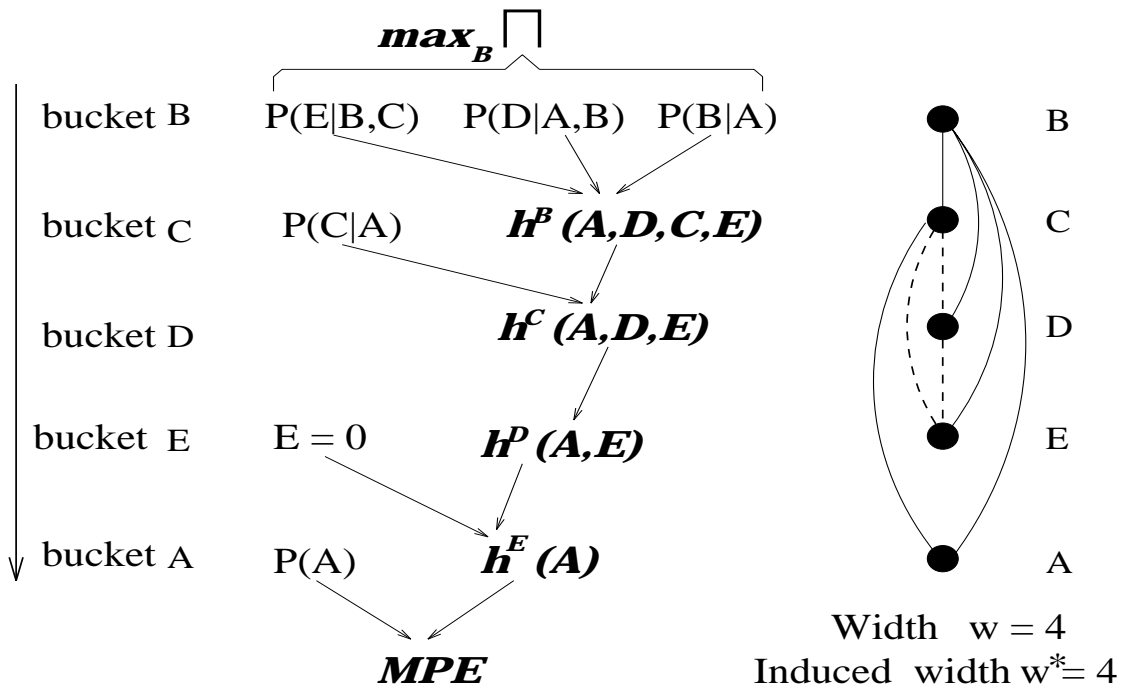 max_B ∏
bucket B P(E|B,C) P(D|A,B) P(B|A) B
bucket C P(C|A) h^B (A,D,C,E) C
bucket D h^C (A,D,E) D
bucket E E = 0 h^D (A,E) E
bucket A P(A) h^E (A) A
Width w = 4
MPE Induced width w* = 4